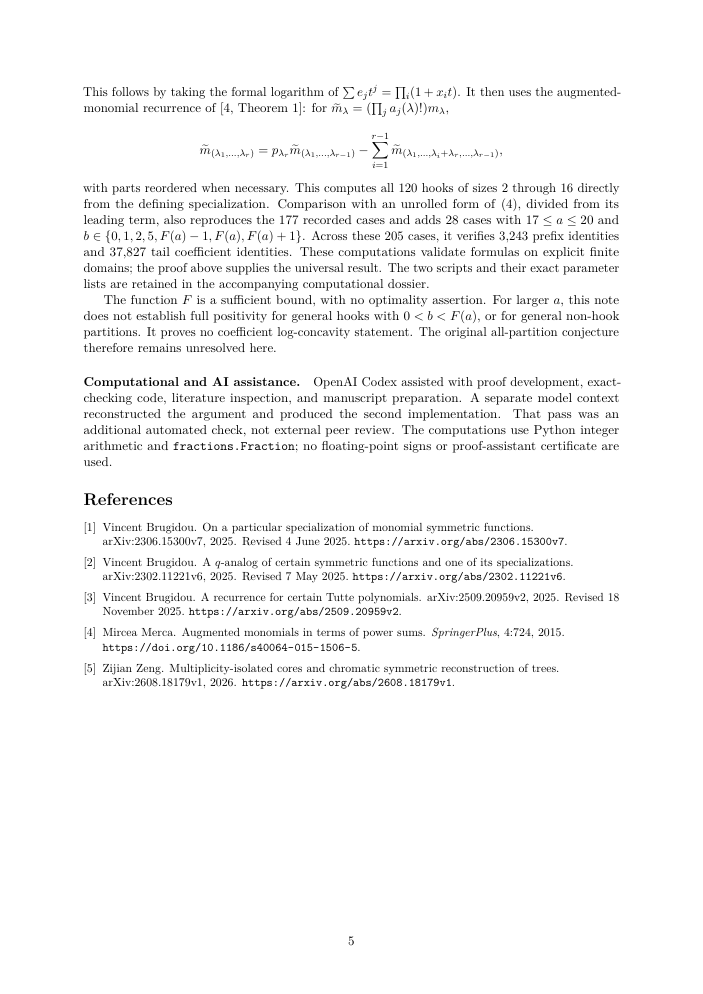 This follows by taking the formal logarithm of ∑ eⱼtʲ = ∏ᵢ(1 + xᵢt). It then uses the augmented-
monomial recurrence of [4, Theorem 1]: for m̃_λ = (∏ⱼ aⱼ(λ)!)m_λ,
m̃_(λ₁,…,λ_r) = p_λ_r m̃_(λ₁,…,λ_{r−1}) − ∑_{i=1}^{r−1} m̃_(λ₁,…,λ_i+λ_r,…,λ_{r−1}),
with parts reordered when necessary. This computes all 120 hooks of sizes 2 through 16 directly
from the defining specialization. Comparison with an unrolled form of (4), divided from its
leading term, also reproduces the 177 recorded cases and adds 28 cases with 17 ≤ a ≤ 20 and
b ∈ {0, 1, 2, 5, F(a) − 1, F(a), F(a) + 1}. Across these 205 cases, it verifies 3,243 prefix identities
and 37,827 tail coefficient identities. These computations validate formulas on explicit finite
domains; the proof above supplies the universal result. The two scripts and their exact parameter
lists are retained in the accompanying computational dossier.
The function F is a sufficient bound, with no optimality assertion. For larger a, this note
does not establish full positivity for general hooks with 0 < b < F(a), or for general non-hook
partitions. It proves no coefficient log-concavity statement. The original all-partition conjecture
therefore remains unresolved here.
Computational and AI assistance. OpenAI Codex assisted with proof development, exact-
checking code, literature inspection, and manuscript preparation. A separate model context
reconstructed the argument and produced the second implementation. That pass was an
additional automated check, not external peer review. The computations use Python integer
arithmetic and fractions.Fraction; no floating-point signs or proof-assistant certificate are
used.
References
[1] Vincent Brugidou. On a particular specialization of monomial symmetric functions.
arXiv:2306.15300v7, 2025. Revised 4 June 2025. https://arxiv.org/abs/2306.15300v7.
[2] Vincent Brugidou. A q-analog of certain symmetric functions and one of its specializations.
arXiv:2302.11221v6, 2025. Revised 7 May 2025. https://arxiv.org/abs/2302.11221v6.
[3] Vincent Brugidou. A recurrence for certain Tutte polynomials. arXiv:2509.20959v2, 2025. Revised 18
November 2025. https://arxiv.org/abs/2509.20959v2.
[4] Mircea Merca. Augmented monomials in terms of power sums. SpringerPlus, 4:724, 2015.
https://doi.org/10.1186/s40064-015-1506-5.
[5] Zijian Zeng. Multiplicity-isolated cores and chromatic symmetric reconstruction of trees.
arXiv:2608.18179v1, 2026. https://arxiv.org/abs/2608.18179v1.
5